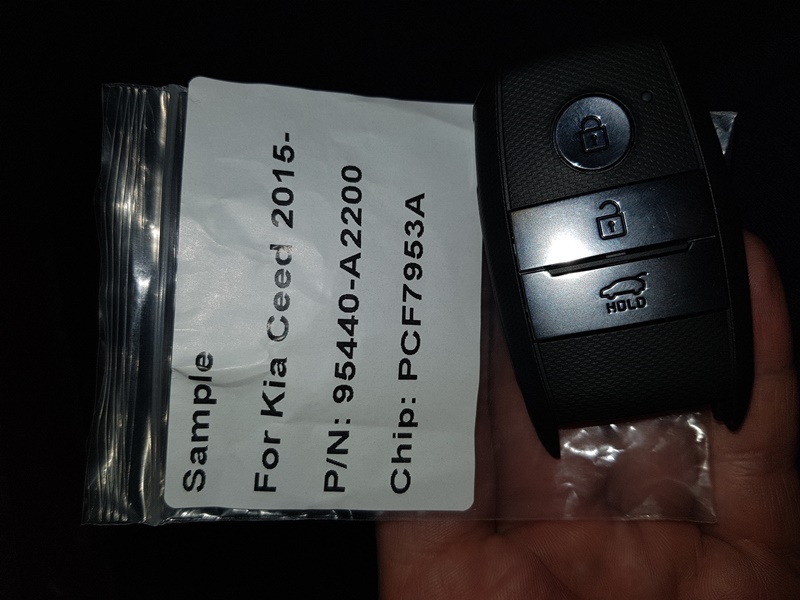 Sample
For Kia Ceed 2015-
P/N: 95440-A2200
Chip: PCF7953A
HOLD